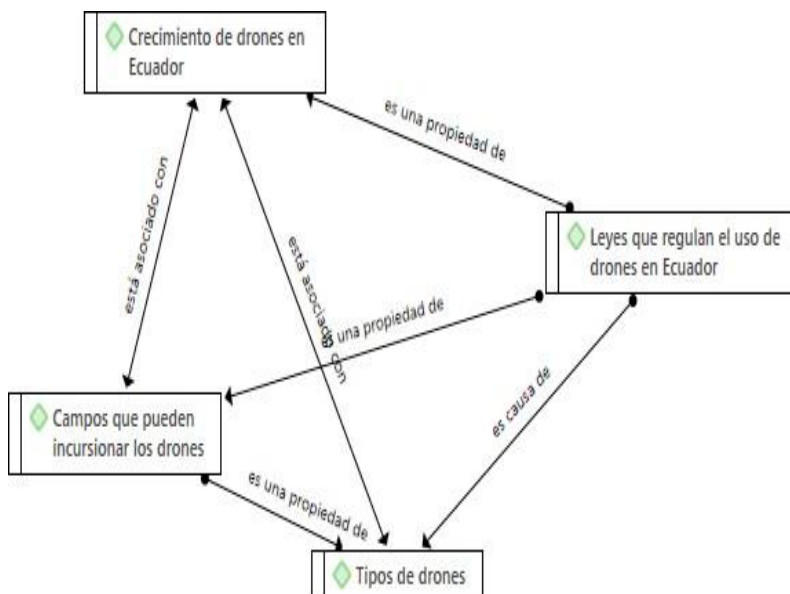 Crecimiento de drones en
Ecuador
es una propiedad de
está asociado con
está asociado con
Leyes que regulan el uso de
drones en Ecuador
es una propiedad de
es causa de
Campos que pueden
incursionar los drones
es una propiedad de
Tipos de drones